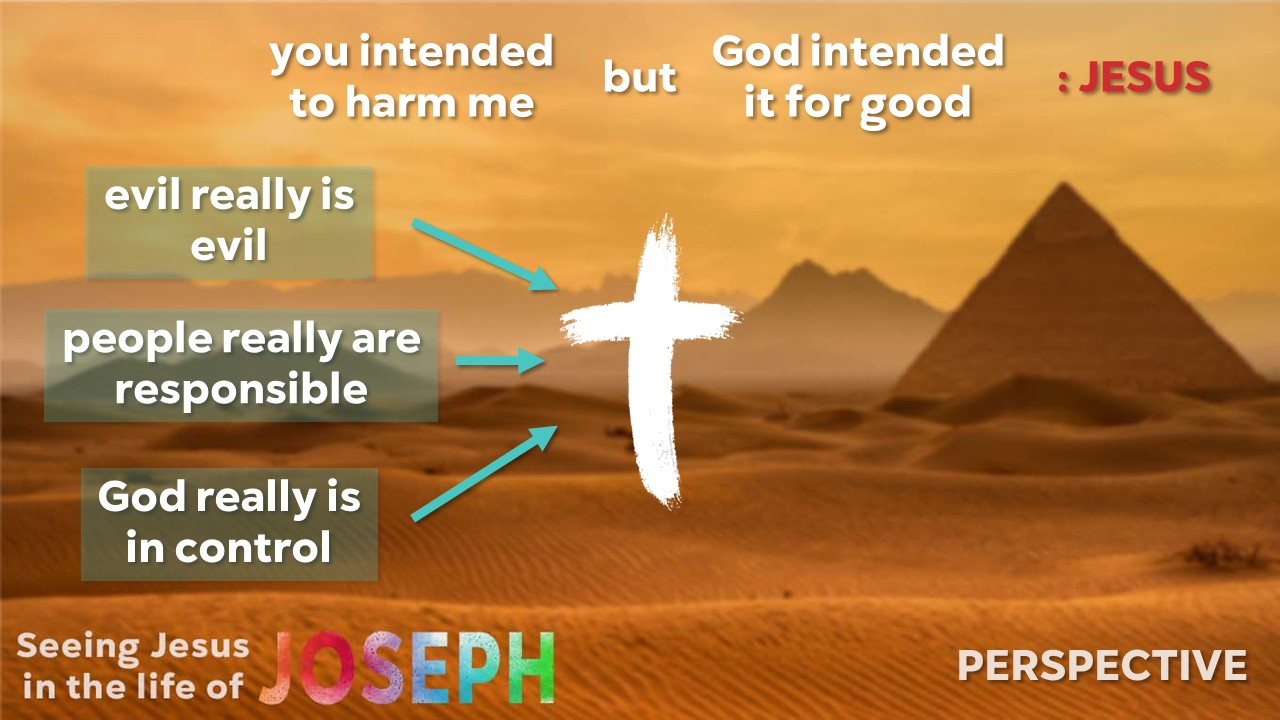 you intended
to harm me
but
God intended
it for good
: JESUS
evil really is
evil
people really are
responsible
God really is
in control
Seeing Jesus
in the life of
JOSEPH
PERSPECTIVE